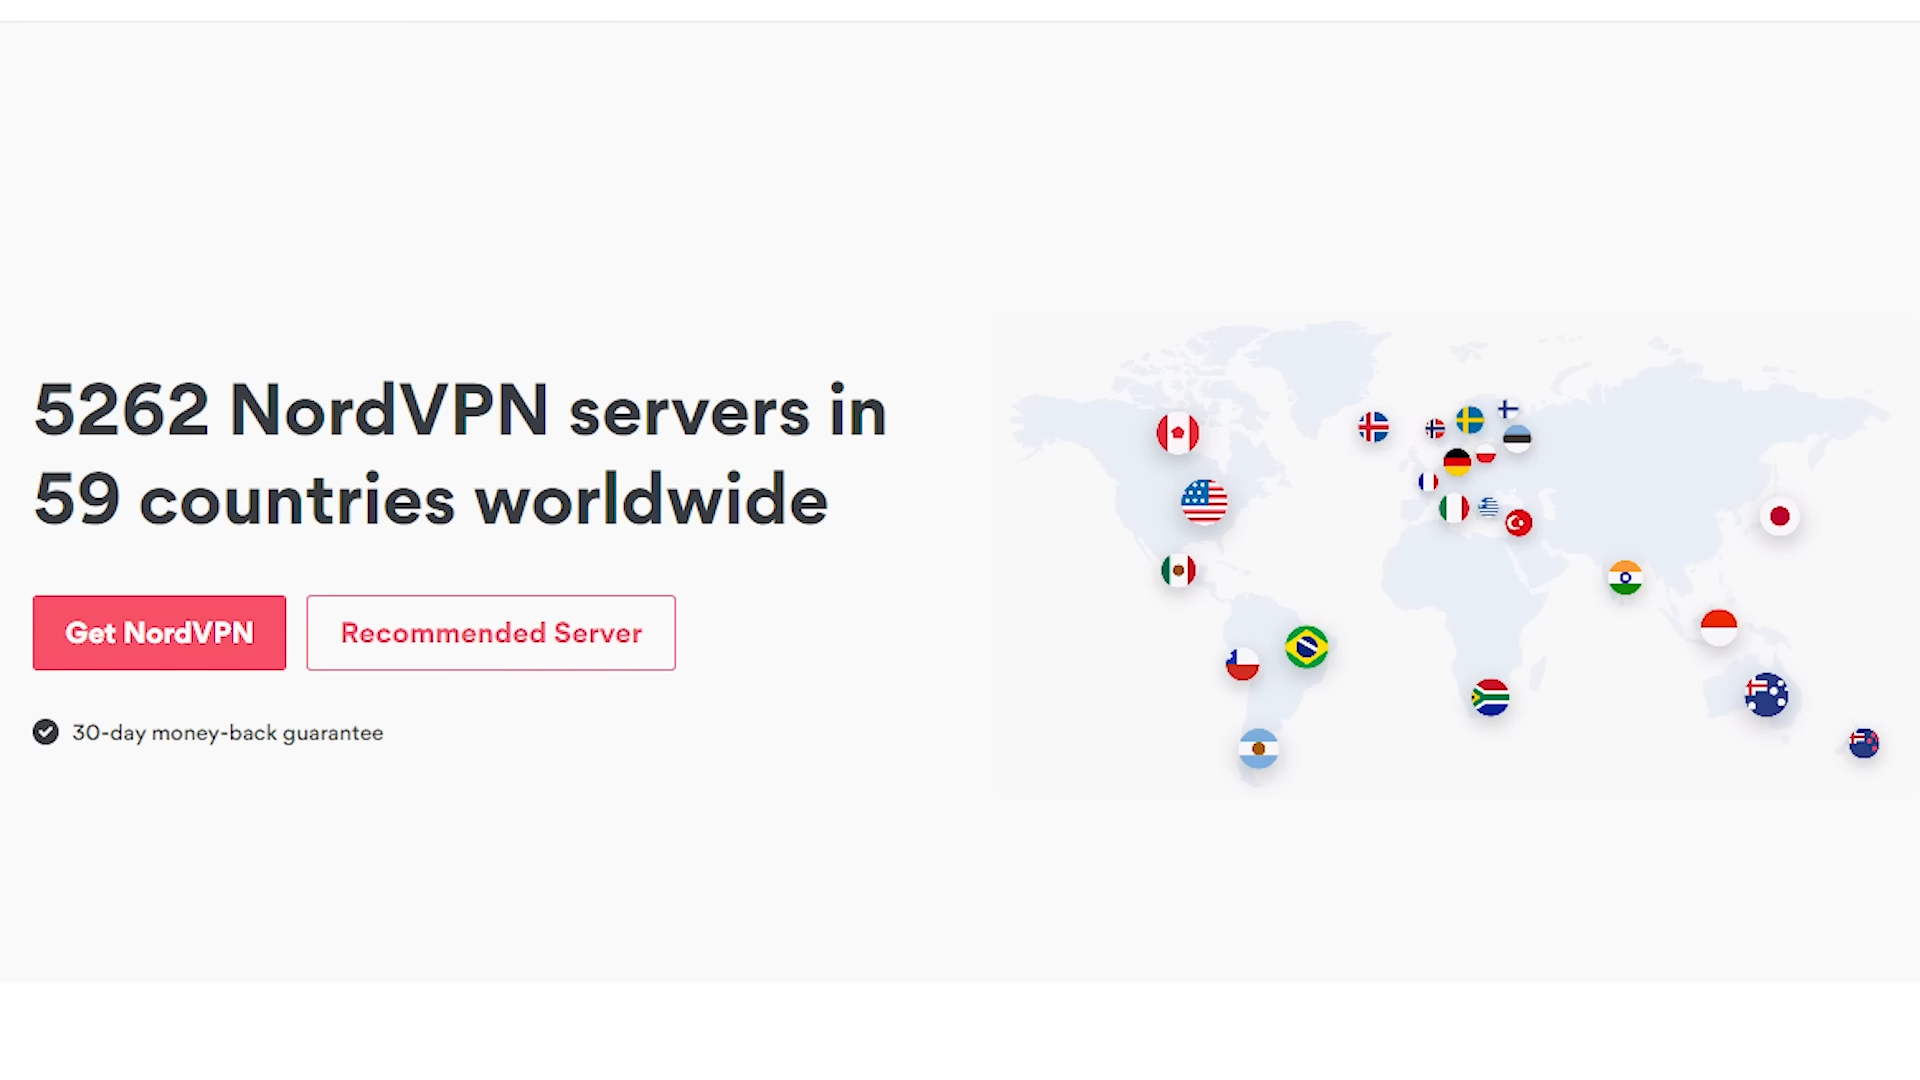 5262 NordVPN servers in
59 countries worldwide
Get NordVPN
Recommended Server
30-day money-back guarantee